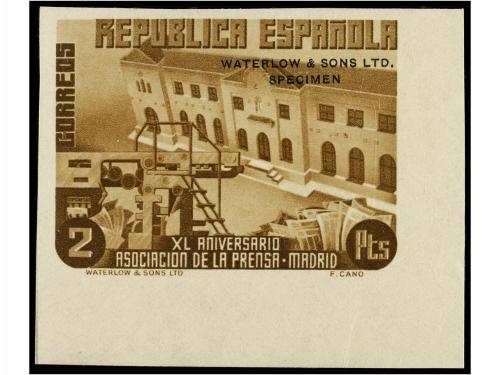 REPUBLICA ESPAÑOLA
WATERLOW & SONS LTD.
SPECIMEN
CORREOS
2
XL ANIVERSARIO
ASOCIACION DE LA PRENSA·MADRID
Pts
WATERLOW & SONS LTD
F. CANO